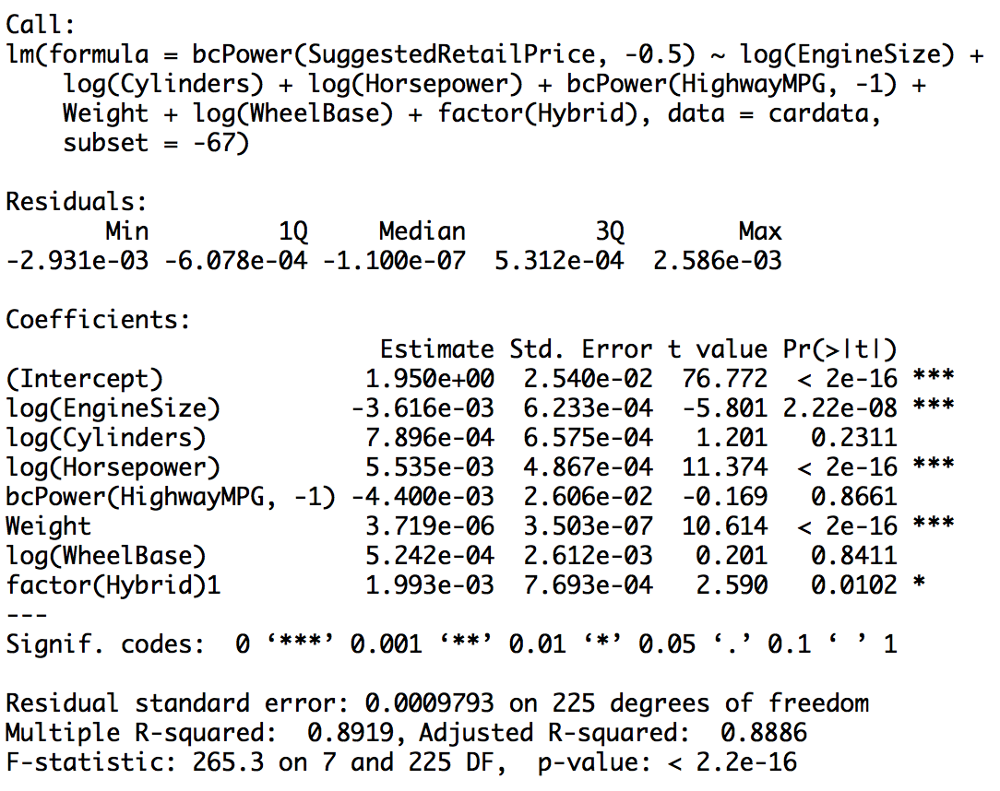 Call:
lm(formula = bcPower(SuggestedRetailPrice, -0.5) ~ log(EngineSize) +
    log(Cylinders) + log(Horsepower) + bcPower(HighwayMPG, -1) +
    Weight + log(WheelBase) + factor(Hybrid), data = cardata,
    subset = -67)

Residuals:
       Min         1Q     Median         3Q        Max
-2.931e-03 -6.078e-04 -1.100e-07  5.312e-04  2.586e-03

Coefficients:
                          Estimate Std. Error t value Pr(>|t|)
(Intercept)              1.950e+00  2.540e-02  76.772  < 2e-16 ***
log(EngineSize)         -3.616e-03  6.233e-04  -5.801 2.22e-08 ***
log(Cylinders)           7.896e-04  6.575e-04   1.201   0.2311
log(Horsepower)          5.535e-03  4.867e-04  11.374  < 2e-16 ***
bcPower(HighwayMPG, -1) -4.400e-03  2.606e-02  -0.169   0.8661
Weight                   3.719e-06  3.503e-07  10.614  < 2e-16 ***
log(WheelBase)           5.242e-04  2.612e-03   0.201   0.8411
factor(Hybrid)1          1.993e-03  7.693e-04   2.590   0.0102 *
---
Signif. codes:  0 ‘***’ 0.001 ‘**’ 0.01 ‘*’ 0.05 ‘.’ 0.1 ‘ ’ 1

Residual standard error: 0.0009793 on 225 degrees of freedom
Multiple R-squared:  0.8919, Adjusted R-squared:  0.8886
F-statistic: 265.3 on 7 and 225 DF,  p-value: < 2.2e-16